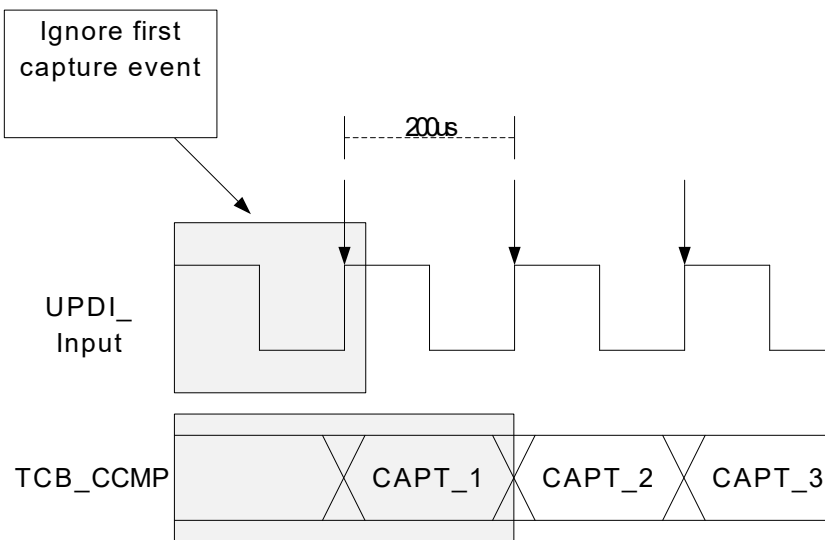 Ignore first
capture event
200us
UPDI_
Input
TCB_CCMP
CAPT_1
CAPT_2
CAPT_3